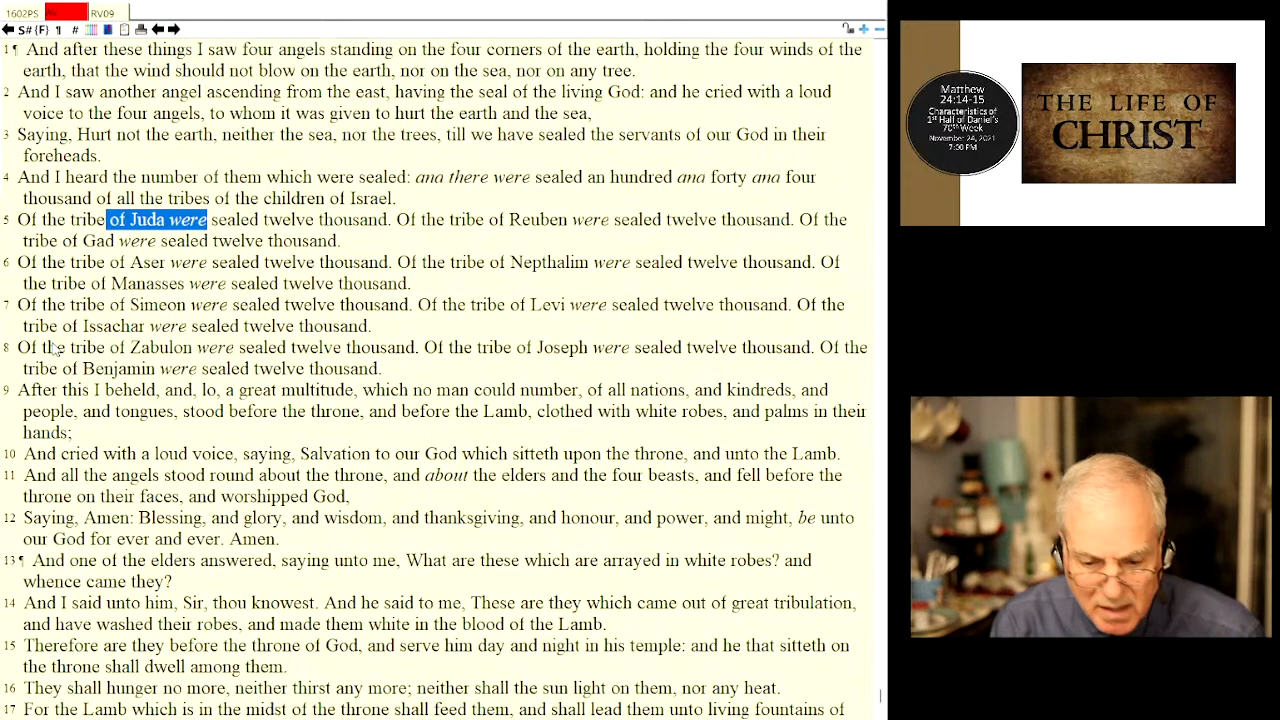 1602PS
RV09
S#{F} ¶ #
1 ¶ And after these things I saw four angels standing on the four corners of the earth, holding the four winds of the
earth, that the wind should not blow on the earth, nor on the sea, nor on any tree.
2 And I saw another angel ascending from the east, having the seal of the living God: and he cried with a loud
voice to the four angels, to whom it was given to hurt the earth and the sea,
3 Saying, Hurt not the earth, neither the sea, nor the trees, till we have sealed the servants of our God in their
foreheads.
4 And I heard the number of them which were sealed: ana there were sealed an hundred ana forty ana four
thousand of all the tribes of the children of Israel.
5 Of the tribe of Juda were sealed twelve thousand. Of the tribe of Reuben were sealed twelve thousand. Of the
tribe of Gad were sealed twelve thousand.
6 Of the tribe of Aser were sealed twelve thousand. Of the tribe of Nepthalim were sealed twelve thousand. Of
the tribe of Manasses were sealed twelve thousand.
7 Of the tribe of Simeon were sealed twelve thousand. Of the tribe of Levi were sealed twelve thousand. Of the
tribe of Issachar were sealed twelve thousand.
8 Of the tribe of Zabulon were sealed twelve thousand. Of the tribe of Joseph were sealed twelve thousand. Of the
tribe of Benjamin were sealed twelve thousand.
9 After this I beheld, and, lo, a great multitude, which no man could number, of all nations, and kindreds, and
people, and tongues, stood before the throne, and before the Lamb, clothed with white robes, and palms in their
hands;
10 And cried with a loud voice, saying, Salvation to our God which sitteth upon the throne, and unto the Lamb.
11 And all the angels stood round about the throne, and about the elders and the four beasts, and fell before the
throne on their faces, and worshipped God,
12 Saying, Amen: Blessing, and glory, and wisdom, and thanksgiving, and honour, and power, and might, be unto
our God for ever and ever. Amen.
13 ¶ And one of the elders answered, saying unto me, What are these which are arrayed in white robes? and
whence came they?
14 And I said unto him, Sir, thou knowest. And he said to me, These are they which came out of great tribulation,
and have washed their robes, and made them white in the blood of the Lamb.
15 Therefore are they before the throne of God, and serve him day and night in his temple: and he that sitteth on
the throne shall dwell among them.
16 They shall hunger no more, neither thirst any more; neither shall the sun light on them, nor any heat.
17 For the Lamb which is in the midst of the throne shall feed them, and shall lead them unto living fountains of
Matthew
24:14-15
Characteristics of
1st Half of Daniel's
70th Week
November 24, 2021
7:00 PM
THE LIFE OF
CHRIST